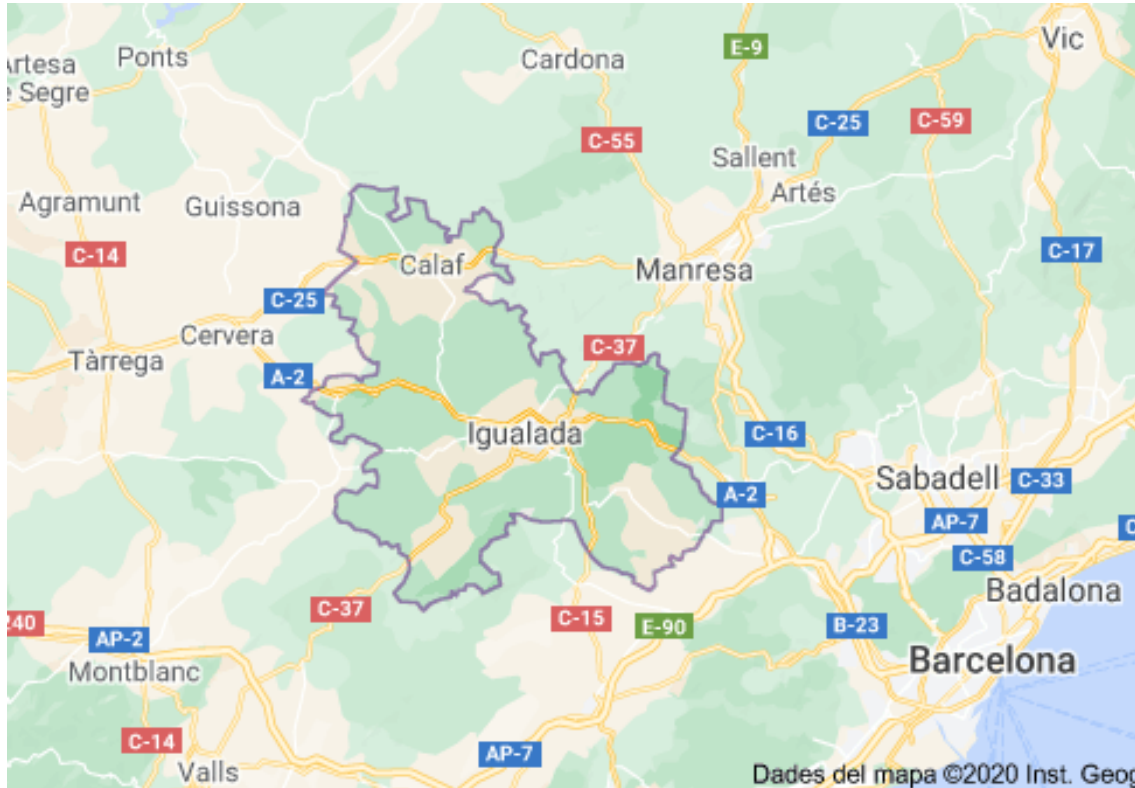 Vic
Ponts
Cardona
E-9
Artesa
e Segre
C-25
C-59
C-55
Sallent
Artés
Agramunt
Guissona
C-14
Calaf
Manresa
C-17
C-25
Cervera
C-37
Tàrrega
A-2
Igualada
C-16
Sabadell
C-33
A-2
AP-7
C-58
Badalona
C-37
C-15
E-90
B-23
240
AP-2
Montblanc
Barcelona
C-14
AP-7
Valls
Dades del mapa ©2020 Inst. Geog